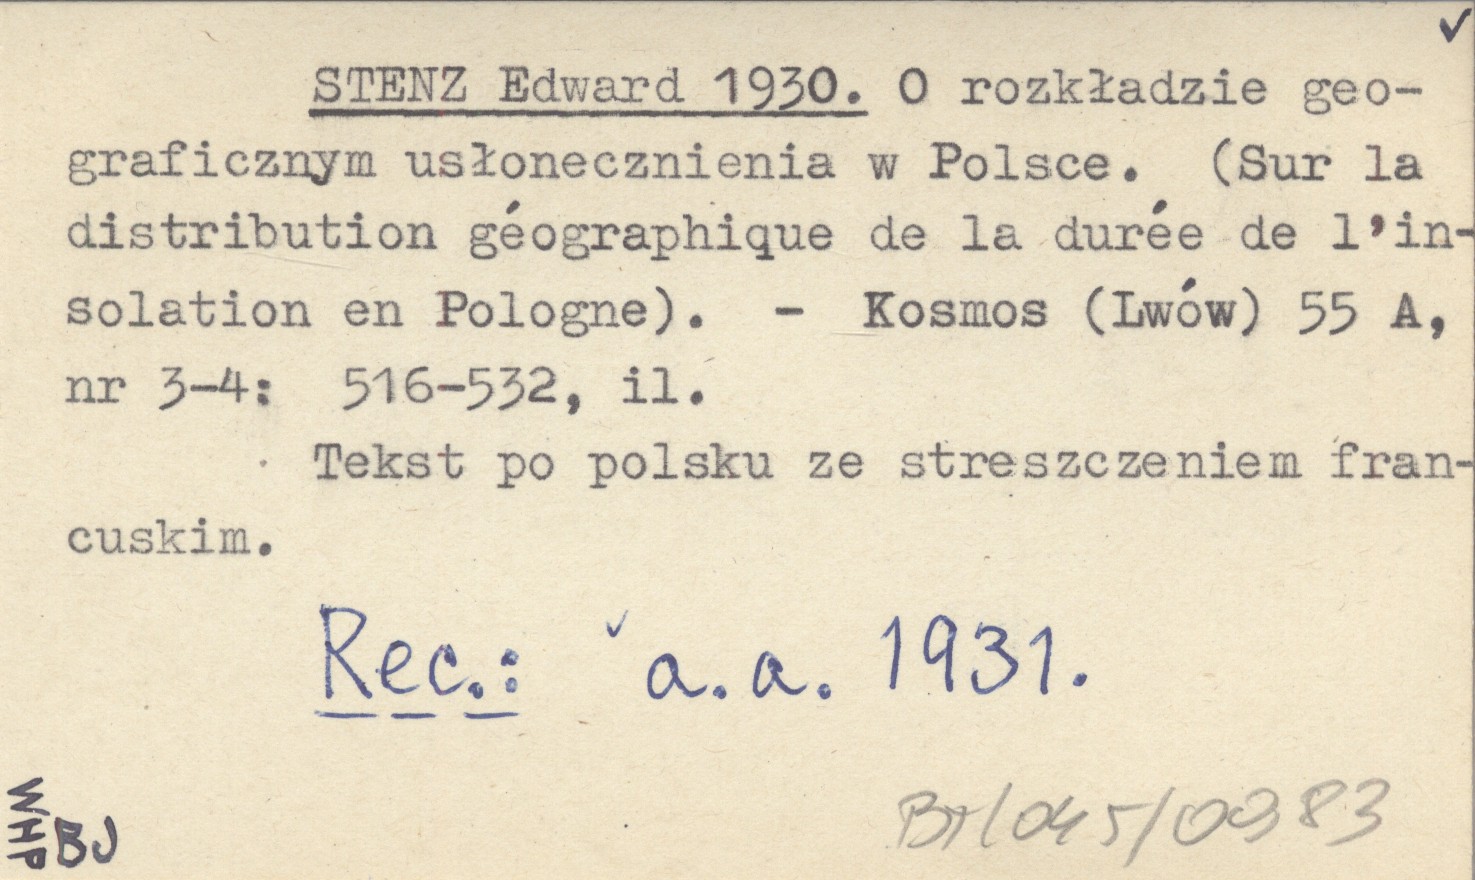 ✓
STENZ Edward 1930. O rozkładzie geo-
graficznym usłonecznienia w Polsce. (Sur la
distribution géographique de la durée de l'in-
solation en Pologne). - Kosmos (Lwów) 55 A,
nr 3-4: 516-532, il.
Tekst po polsku ze streszczeniem fran-
cuskim.
Rec.: ✓ a.a. 1931.
WHP
BJ
/045/0983